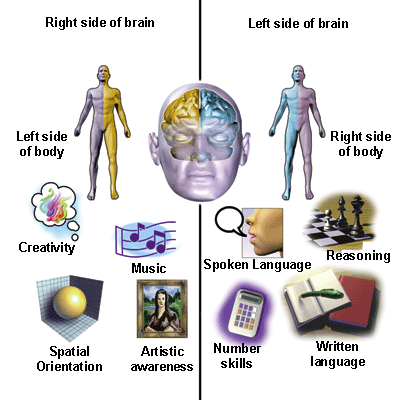 Right side of brain
Left side of brain
Left side
of body
Right side
of body
Creativity
Music
Spoken Language
Reasoning
Spatial
Orientation
Artistic
awareness
Number
skills
Written
language